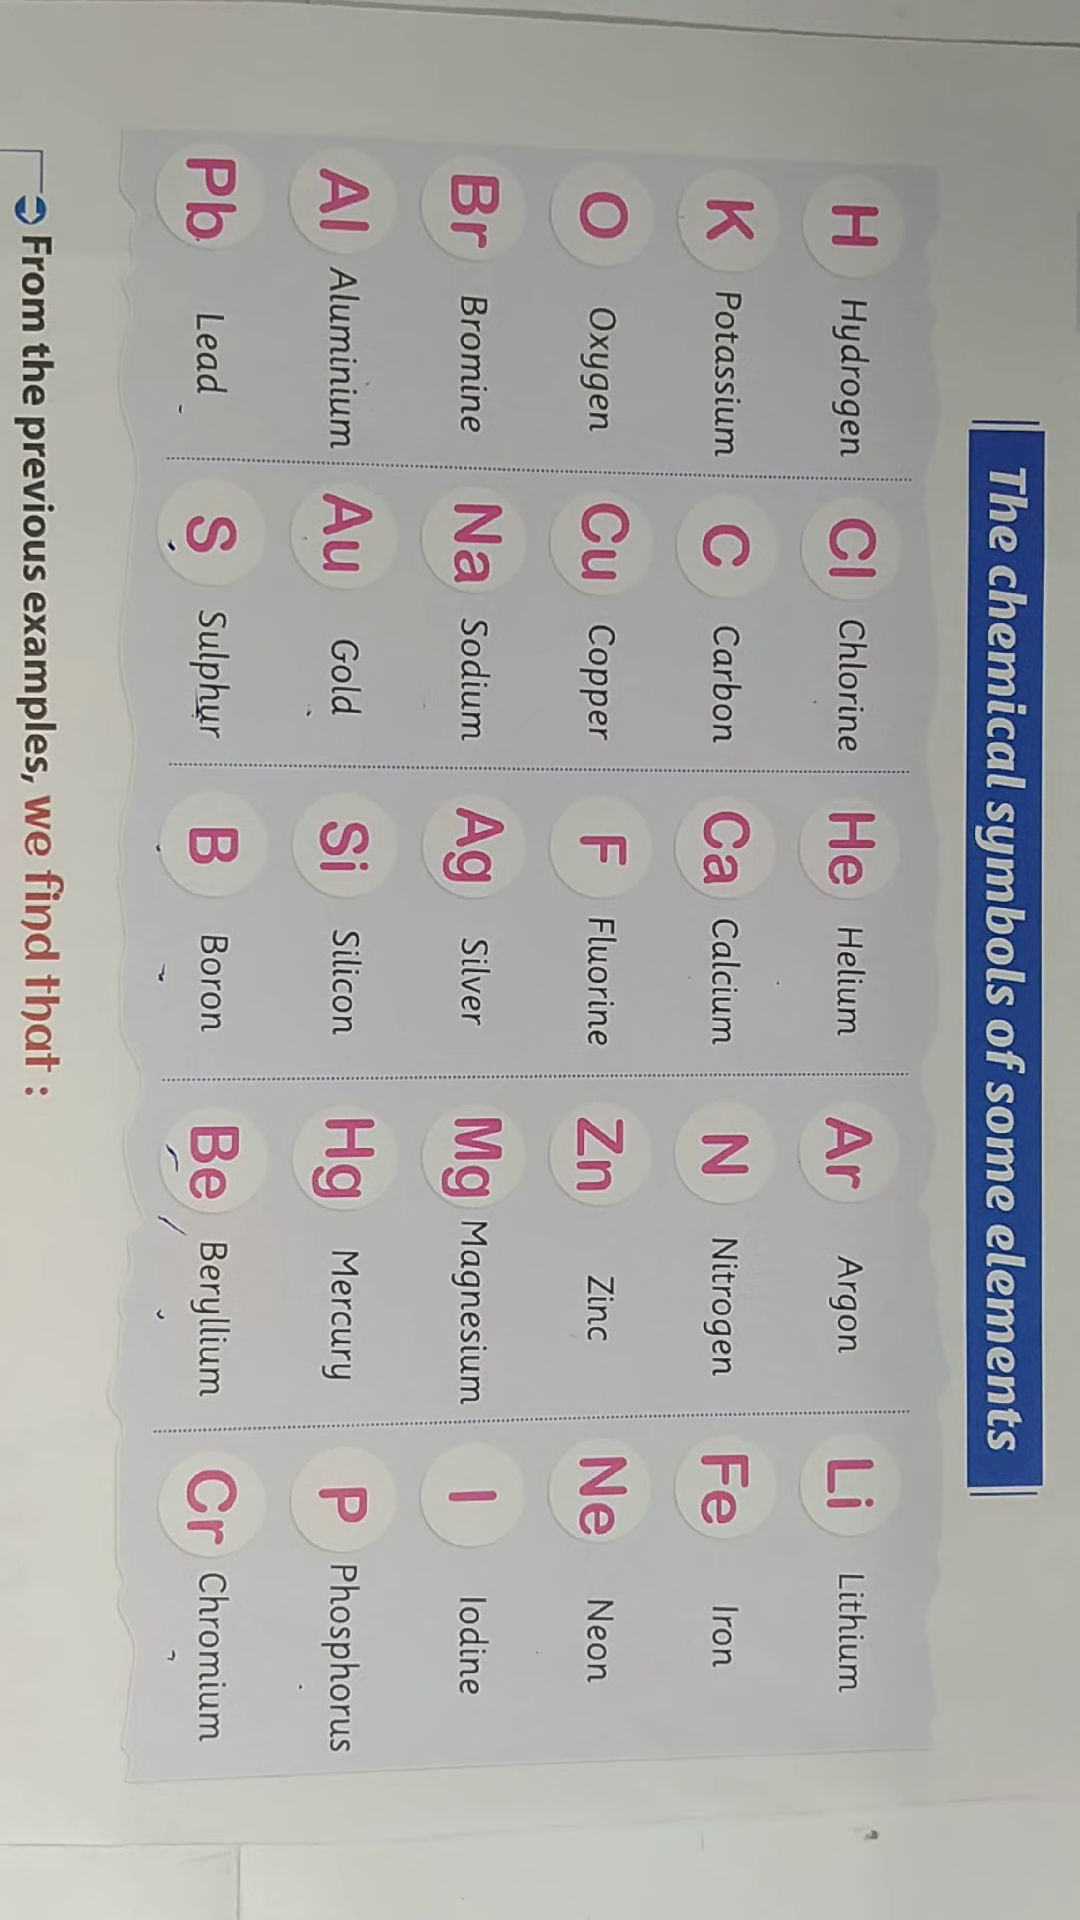 The chemical symbols of some elements
H Hydrogen Cl Chlorine He Helium Ar Argon Li Lithium
K Potassium C Carbon Ca Calcium N Nitrogen Fe Iron
O Oxygen Cu Copper F Fluorine Zn Zinc Ne Neon
Br Bromine Na Sodium Ag Silver Mg Magnesium I Iodine
Al Aluminium Au Gold Si Silicon Hg Mercury P Phosphorus
Pb Lead S Sulphur B Boron Be Beryllium Cr Chromium
From the previous examples, we find that :